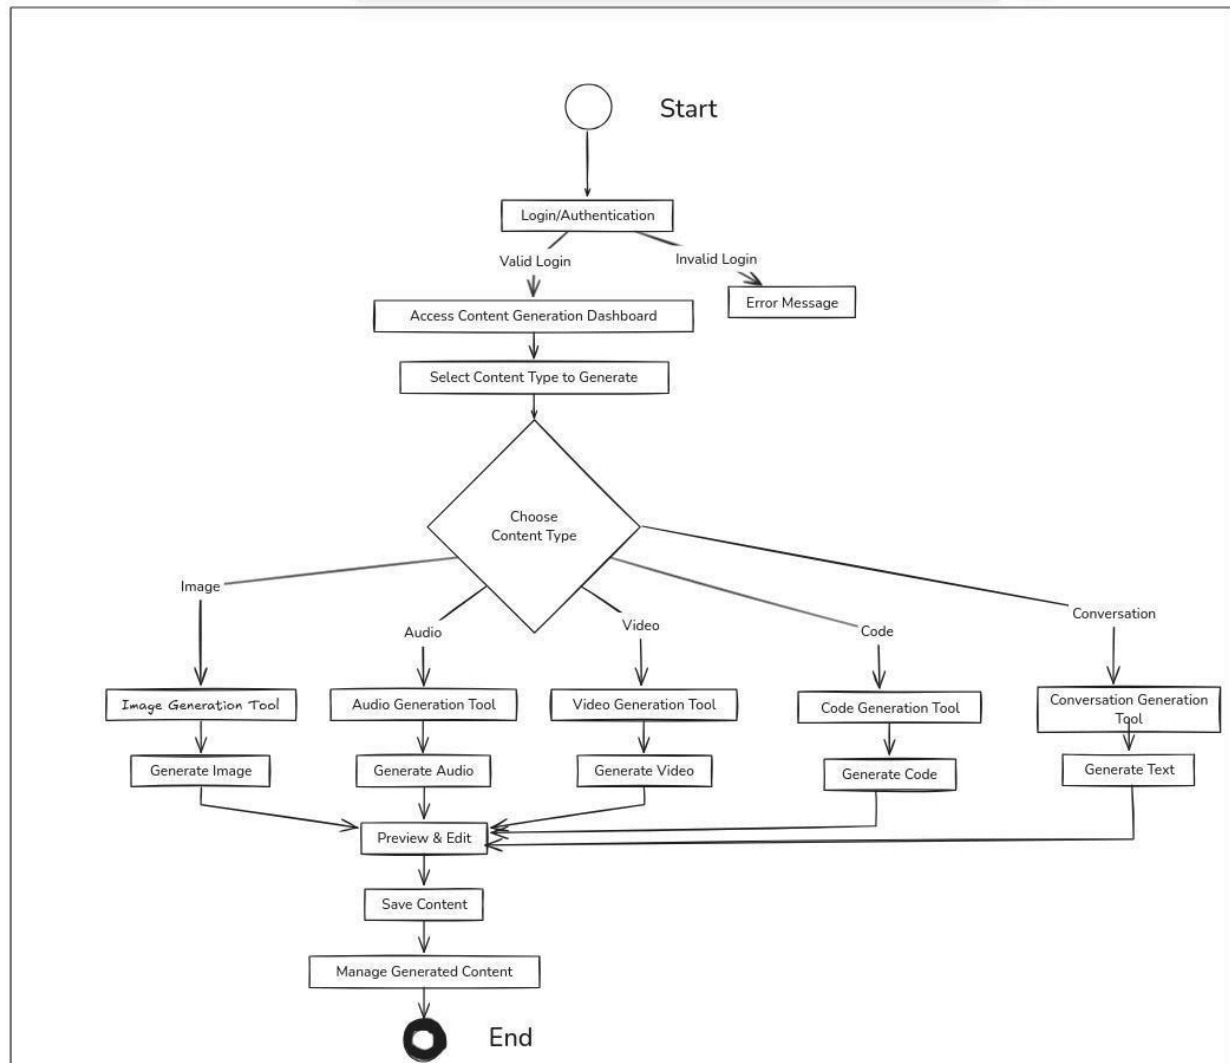 Start
Login/Authentication
Valid Login
Invalid Login
Error Message
Access Content Generation Dashboard
Select Content Type to Generate
Choose
Content Type
Image
Audio
Video
Code
Conversation
Image Generation Tool
Audio Generation Tool
Video Generation Tool
Code Generation Tool
Conversation Generation
Tool
Generate Image
Generate Audio
Generate Video
Generate Code
Generate Text
Preview & Edit
Save Content
Manage Generated Content
End